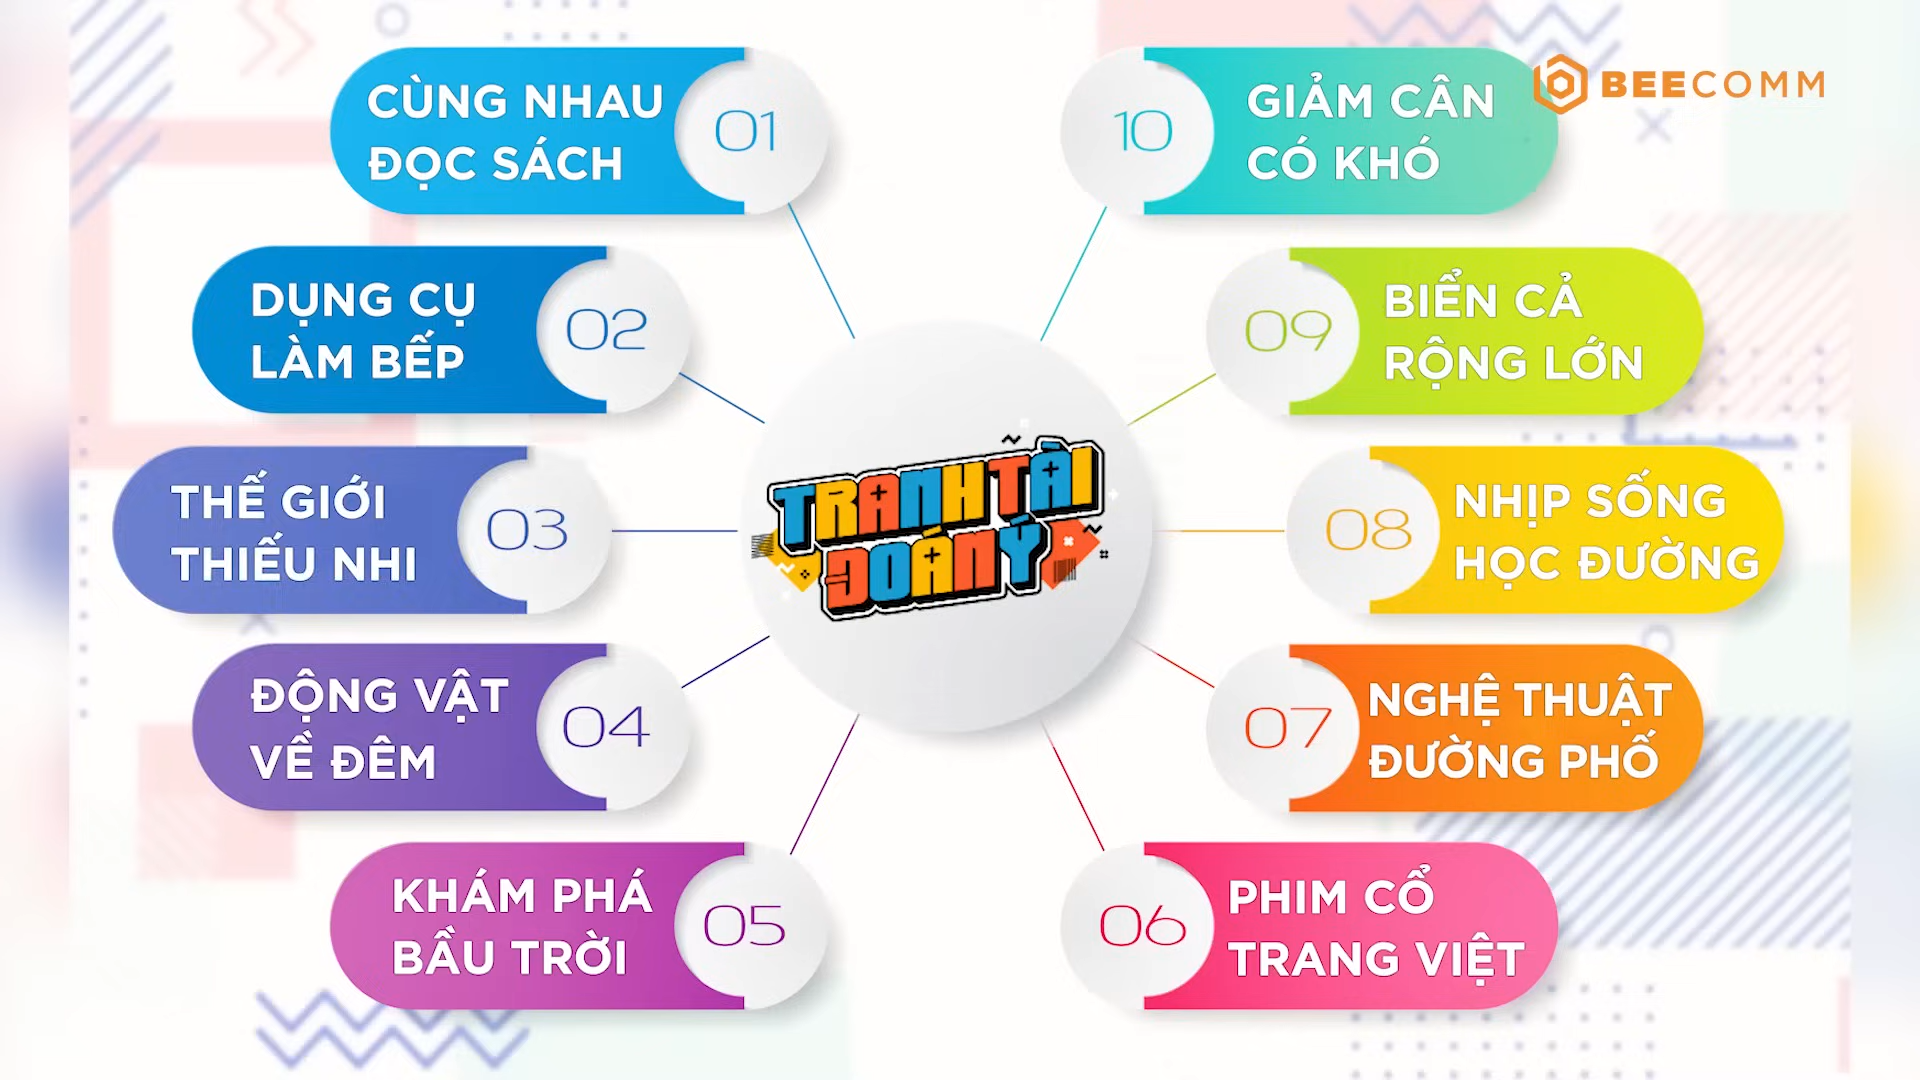 CÙNG NHAU
ĐỌC SÁCH
01
DỤNG CỤ
LÀM BẾP
02
THẾ GIỚI
THIẾU NHI
03
ĐỘNG VẬT
VỀ ĐÊM
04
KHÁM PHÁ
BẦU TRỜI
05
TRANH TÀI
ĐOÁN Ý
10
GIẢM CÂN
CÓ KHÓ
BEECOMM
09
BIỂN CẢ
RỘNG LỚN
08
NHỊP SỐNG
HỌC ĐƯỜNG
07
NGHỆ THUẬT
ĐƯỜNG PHỐ
06
PHIM CỔ
TRANG VIỆT